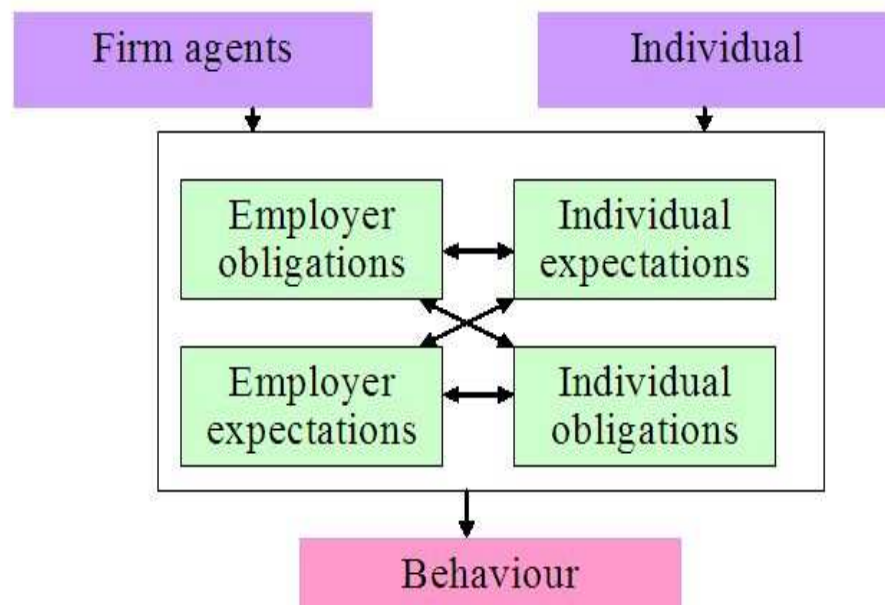 Firm agents
Individual
Employer
obligations
Individual
expectations
Employer
expectations
Individual
obligations
Behaviour